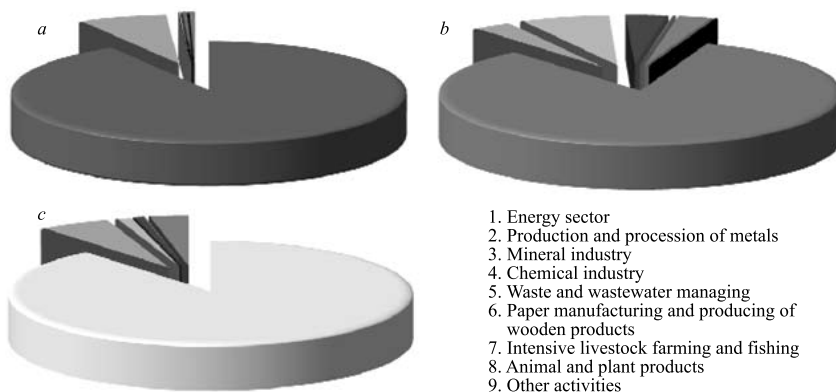 a
b
c
1. Energy sector
2. Production and procession of metals
3. Mineral industry
4. Chemical industry
5. Waste and wastewater managing
6. Paper manufacturing and producing of
wooden products
7. Intensive livestock farming and fishing
8. Animal and plant products
9. Other activities